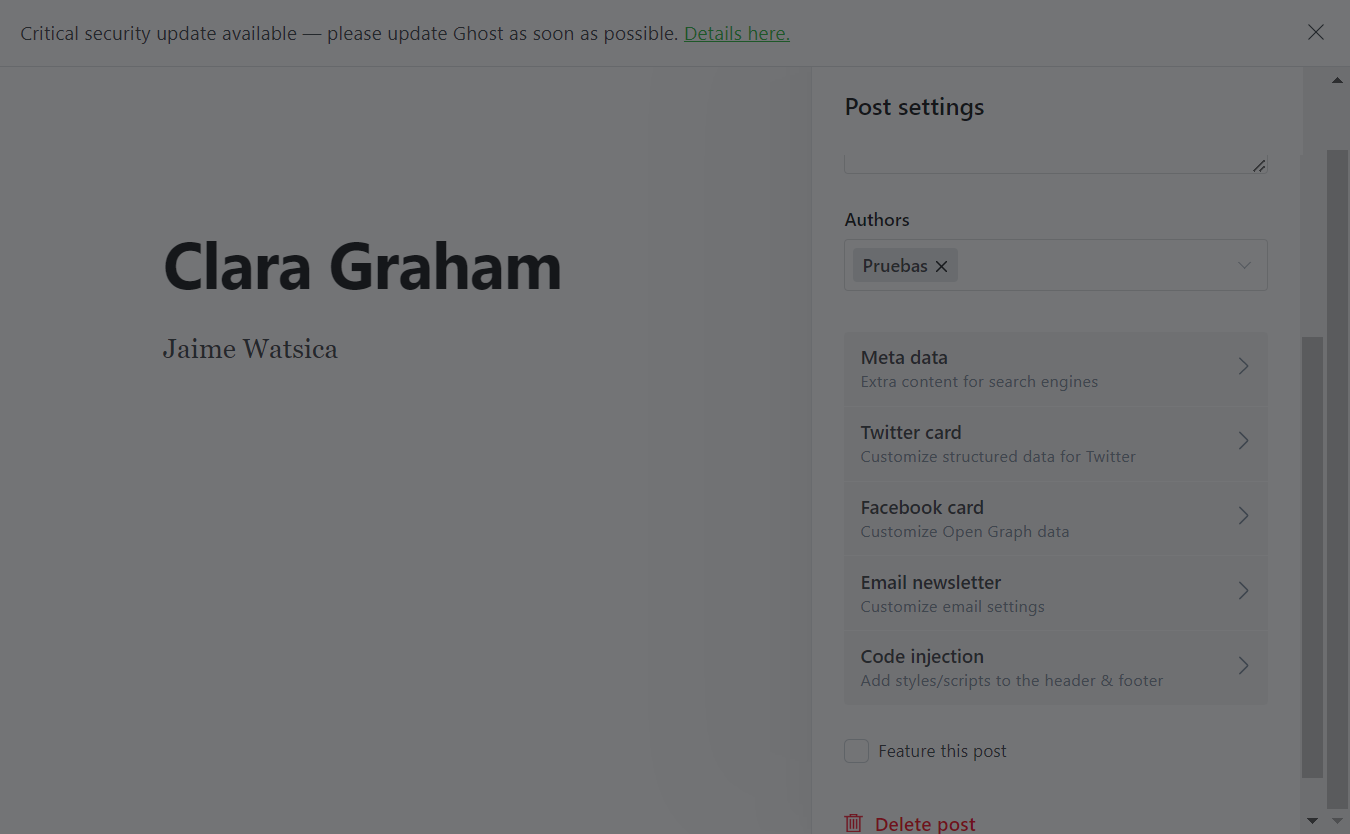 Critical security update available — please update Ghost as soon as possible. Details here.
Post settings
Clara Graham
Jaime Watsica
Authors
Pruebas
Meta data
Extra content for search engines
Twitter card
Customize structured data for Twitter
Facebook card
Customize Open Graph data
Email newsletter
Customize email settings
Code injection
Add styles/scripts to the header & footer
Feature this post
Delete post